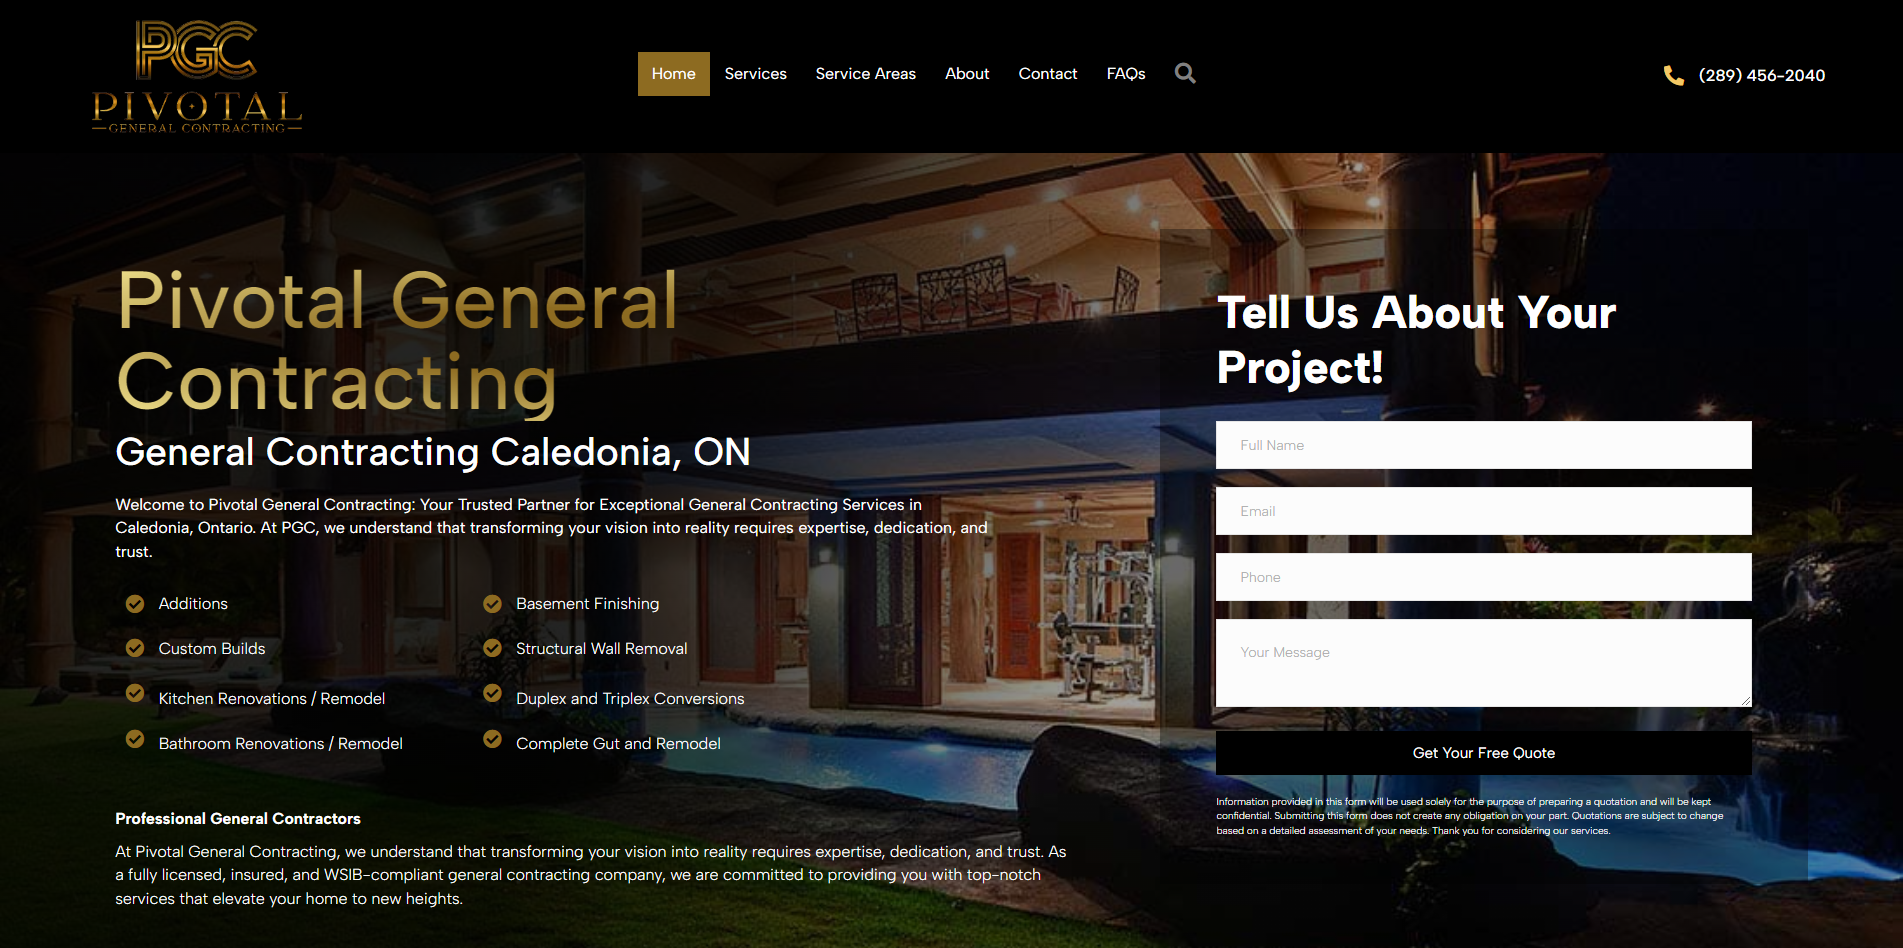 PGC
PIVOTAL
GENERAL CONTRACTING
Home
Services
Service Areas
About
Contact
FAQs
(289) 456-2040
Pivotal General
Contracting
General Contracting Caledonia, ON
Welcome to Pivotal General Contracting: Your Trusted Partner for Exceptional General Contracting Services in
Caledonia, Ontario. At PGC, we understand that transforming your vision into reality requires expertise, dedication, and
trust.
Additions
Basement Finishing
Custom Builds
Structural Wall Removal
Kitchen Renovations / Remodel
Duplex and Triplex Conversions
Bathroom Renovations / Remodel
Complete Gut and Remodel
Professional General Contractors
At Pivotal General Contracting, we understand that transforming your vision into reality requires expertise, dedication, and trust. As
a fully licensed, insured, and WSIB-compliant general contracting company, we are committed to providing you with top-notch
services that elevate your home to new heights.
Tell Us About Your
Project!
Full Name
Email
Phone
Your Message
Get Your Free Quote
Information provided in this form will be used solely for the purpose of preparing a quotation and will be kept
confidential. Submitting this form does not create any obligation on your part. Quotations are subject to change
based on a detailed assessment of your needs. Thank you for considering our services.